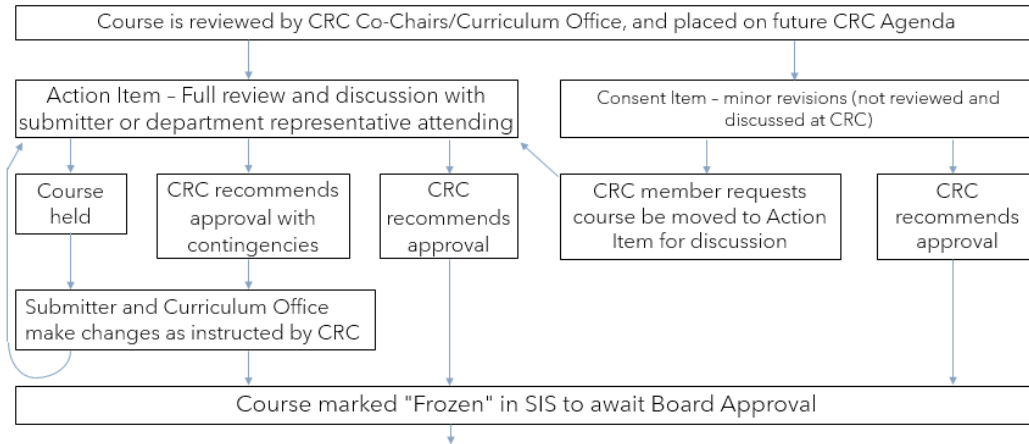 Course is reviewed by CRC Co-Chairs/Curriculum Office, and placed on future CRC Agenda
Action Item – Full review and discussion with
submitter or department representative attending
Consent Item – minor revisions (not reviewed and
discussed at CRC)
Course
held
CRC recommends
approval with
contingencies
CRC
recommends
approval
CRC member requests
course be moved to Action
Item for discussion
CRC
recommends
approval
Submitter and Curriculum Office
make changes as instructed by CRC
Course marked "Frozen" in SIS to await Board Approval